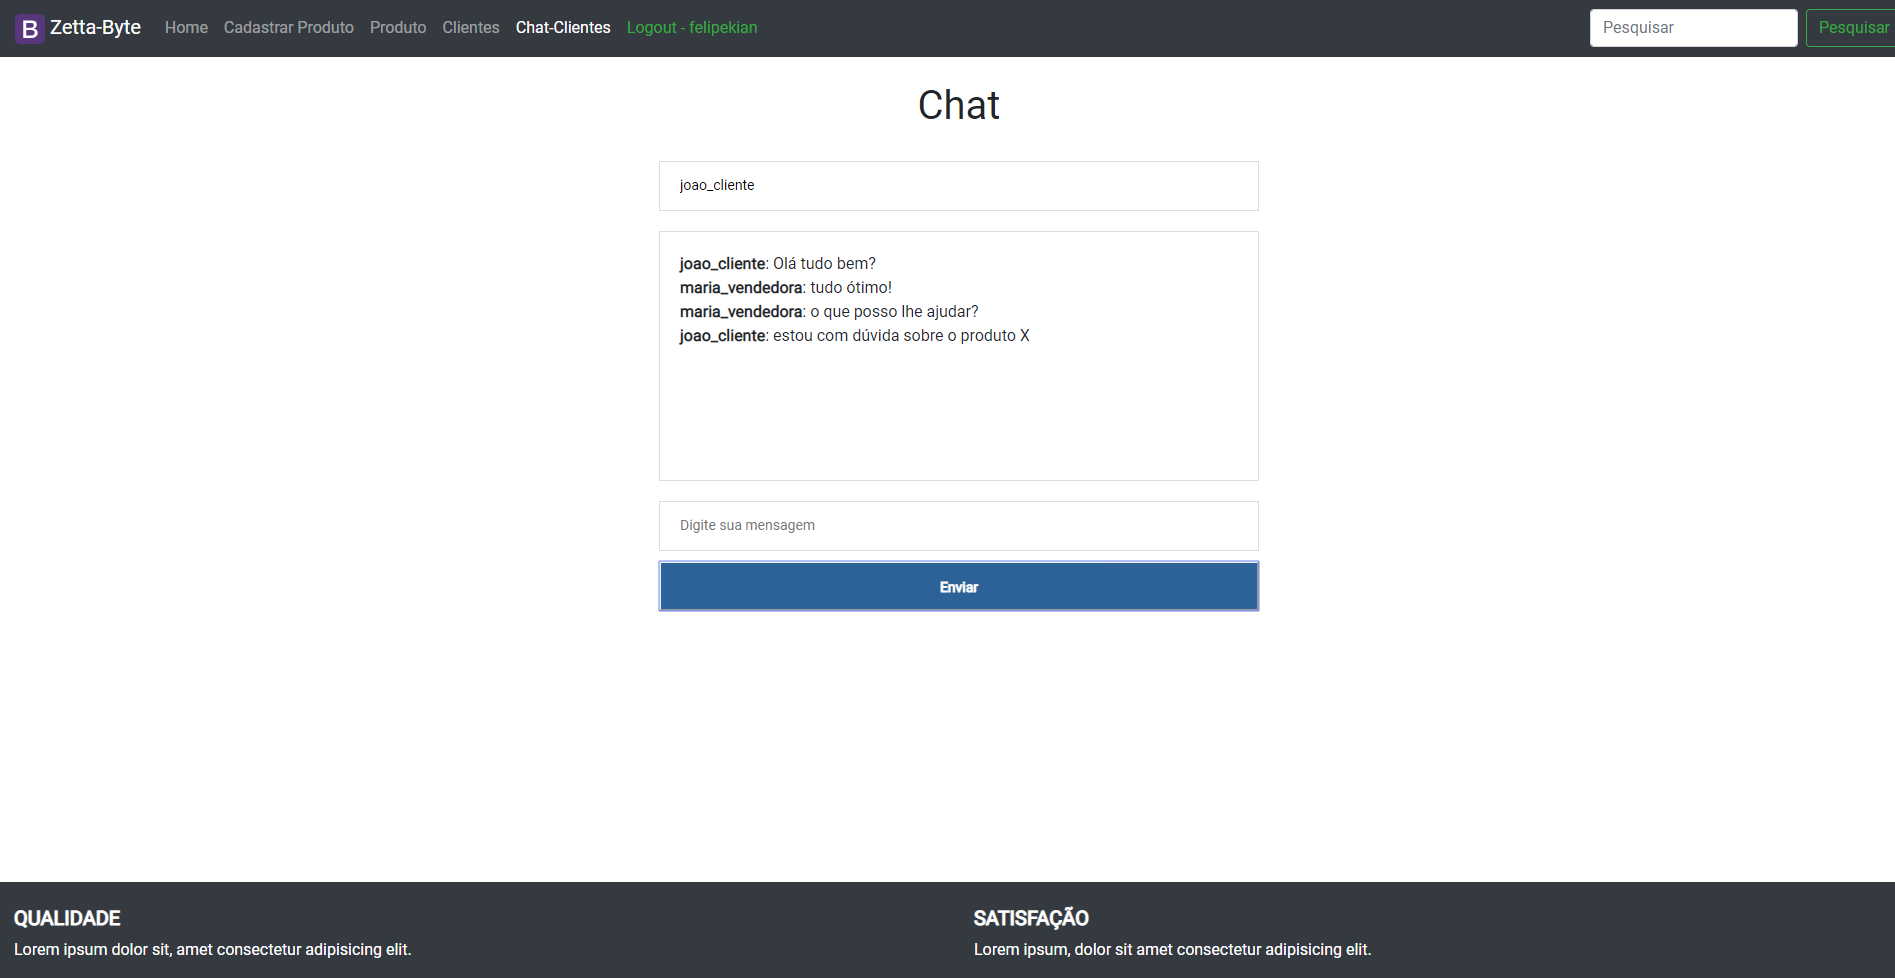 B Zetta-Byte Home Cadastrar Produto Produto Clientes Chat-Clientes Logout - felipekian Pesquisar Pesquisar
Chat
joao_cliente
joao_cliente: Olá tudo bem?
maria_vendedora: tudo ótimo!
maria_vendedora: o que posso lhe ajudar?
joao_cliente: estou com dúvida sobre o produto X
Digite sua mensagem
Enviar
QUALIDADE
Lorem ipsum dolor sit, amet consectetur adipisicing elit.
SATISFAÇÃO
Lorem ipsum, dolor sit amet consectetur adipisicing elit.